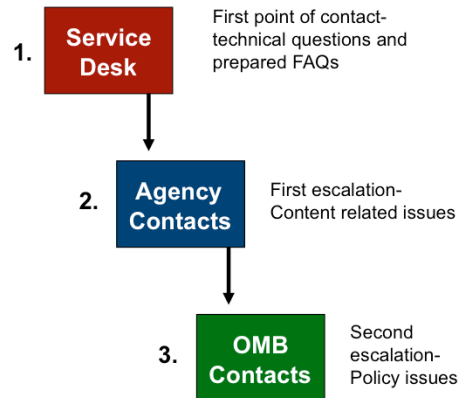 1.
Service
Desk
First point of contact-
technical questions and
prepared FAQs
2.
Agency
Contacts
First escalation-
Content related issues
3.
OMB
Contacts
Second
escalation-
Policy issues